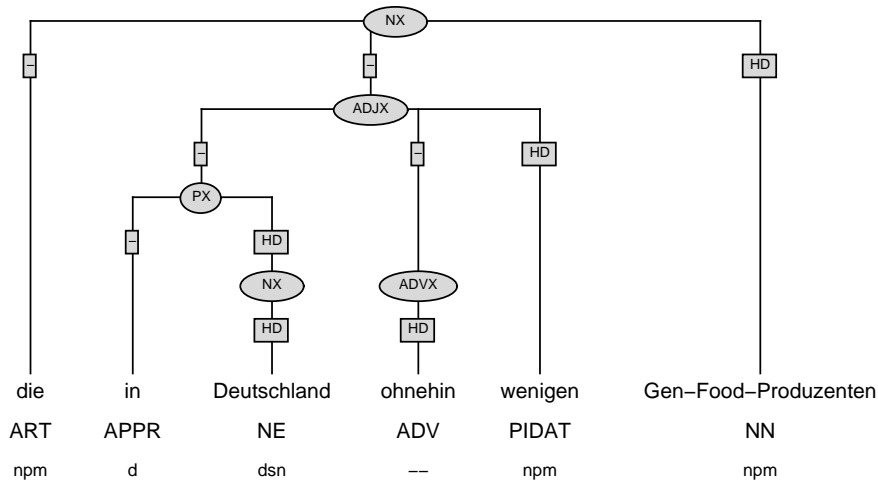 NX
– – HD
ADJX
– – HD
PX
– HD
NX ADVX
HD HD
die in Deutschland ohnehin wenigen Gen−Food−Produzenten
ART APPR NE ADV PIDAT NN
npm d dsn −− npm npm